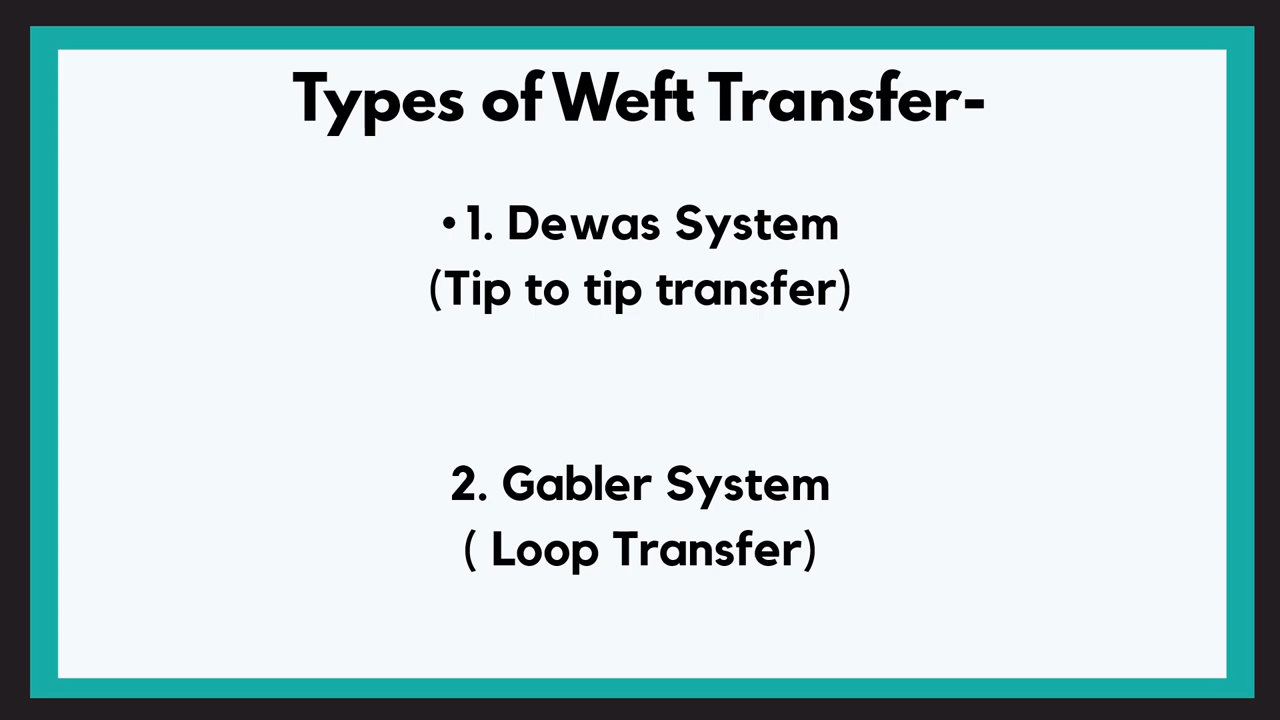 Types of Weft Transfer-
• 1. Dewas System
(Tip to tip transfer)
2. Gabler System
( Loop Transfer)